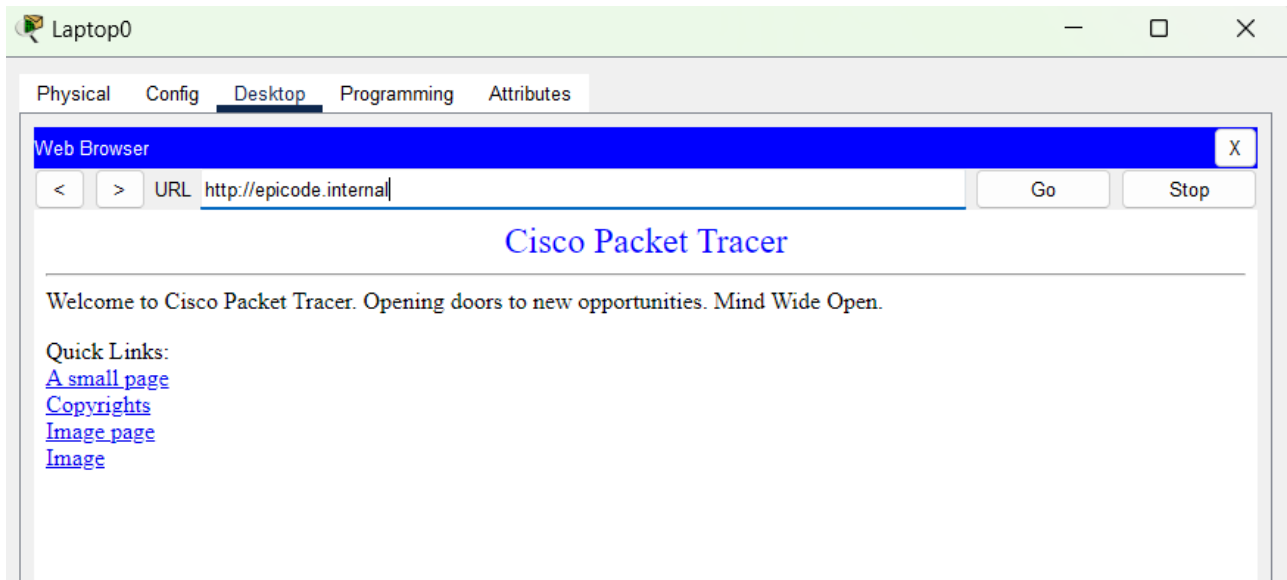 Laptop0
Physical Config Desktop Programming Attributes
Web Browser X
< > URL http://epicode.internal Go Stop
Cisco Packet Tracer
Welcome to Cisco Packet Tracer. Opening doors to new opportunities. Mind Wide Open.
Quick Links:
A small page
Copyrights
Image page
Image